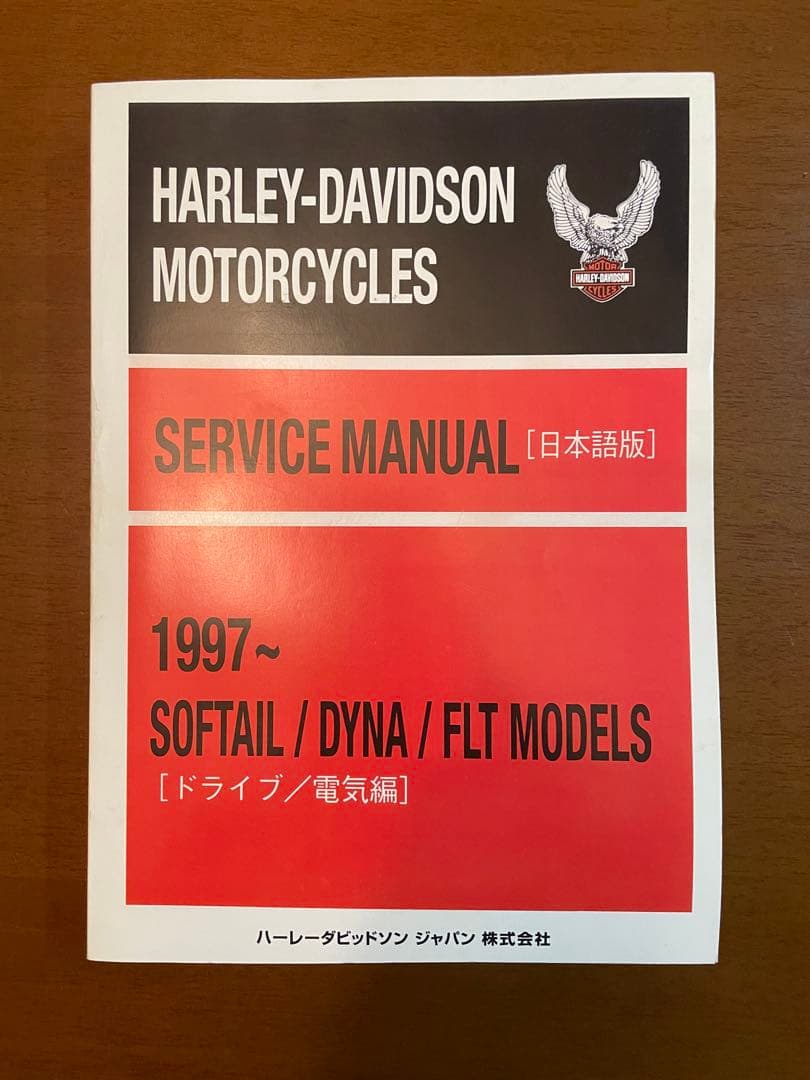 HARLEY-DAVIDSON
MOTORCYCLES
MOTOR
HARLEY-DAVIDSON
CYCLES
SERVICE MANUAL [日本語版]
1997~
SOFTAIL / DYNA / FLT MODELS
[ドライブ／電気編]
ハーレーダビッドソン ジャパン 株式会社